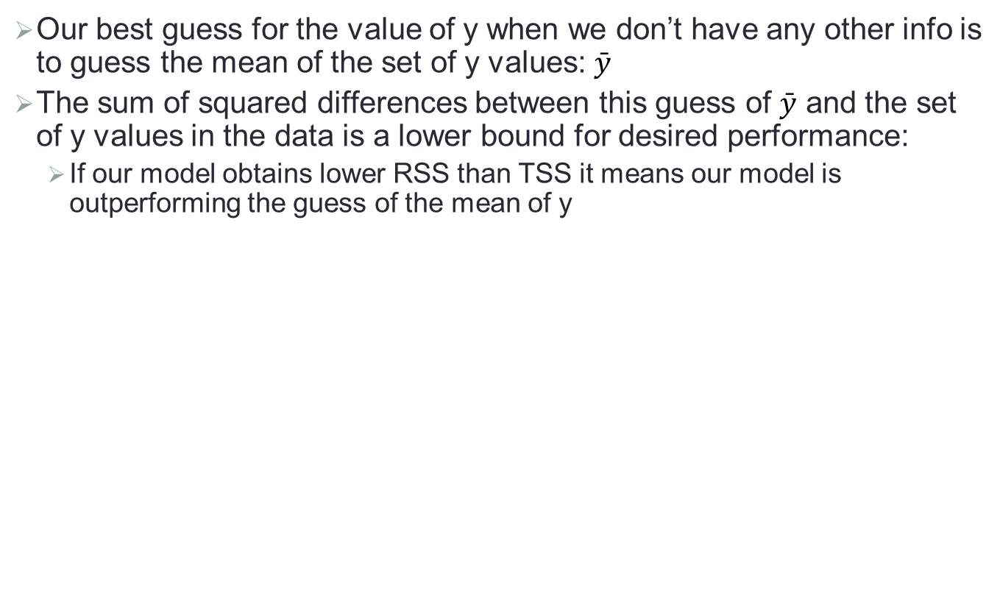 ➢Our best guess for the value of y when we don’t have any other info is
to guess the mean of the set of y values: ȳ
➢The sum of squared differences between this guess of ȳ and the set
of y values in the data is a lower bound for desired performance:
➢If our model obtains lower RSS than TSS it means our model is
outperforming the guess of the mean of y